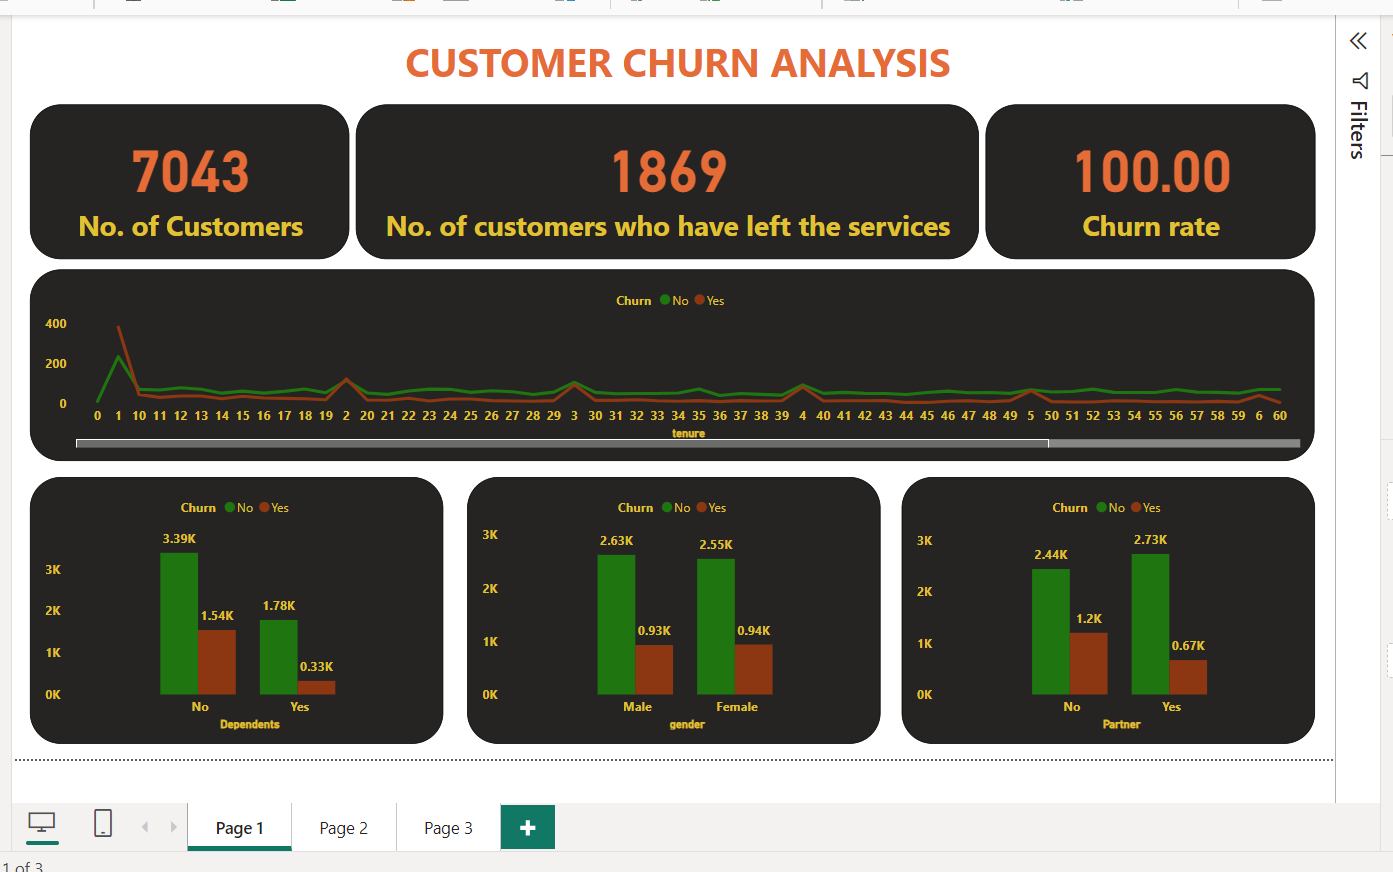 CUSTOMER CHURN ANALYSIS
7043
No. of Customers
1869
No. of customers who have left the services
100.00
Churn rate
Filters
Churn No Yes
400
200
0
0 1 10 11 12 13 14 15 16 17 18 19 2 20 21 22 23 24 25 26 27 28 29 3 30 31 32 33 34 35 36 37 38 39 4 40 41 42 43 44 45 46 47 48 49 5 50 51 52 53 54 55 56 57 58 59 6 60
tenure
Churn No Yes
3K
2K
1K
0K
3.39K
1.54K
1.78K
0.33K
No Yes
Dependents
Churn No Yes
3K
2K
1K
0K
2.63K
0.93K
2.55K
0.94K
Male Female
gender
Churn No Yes
3K
2K
1K
0K
2.44K
1.2K
2.73K
0.67K
No Yes
Partner
Page 1 Page 2 Page 3
1 of 3